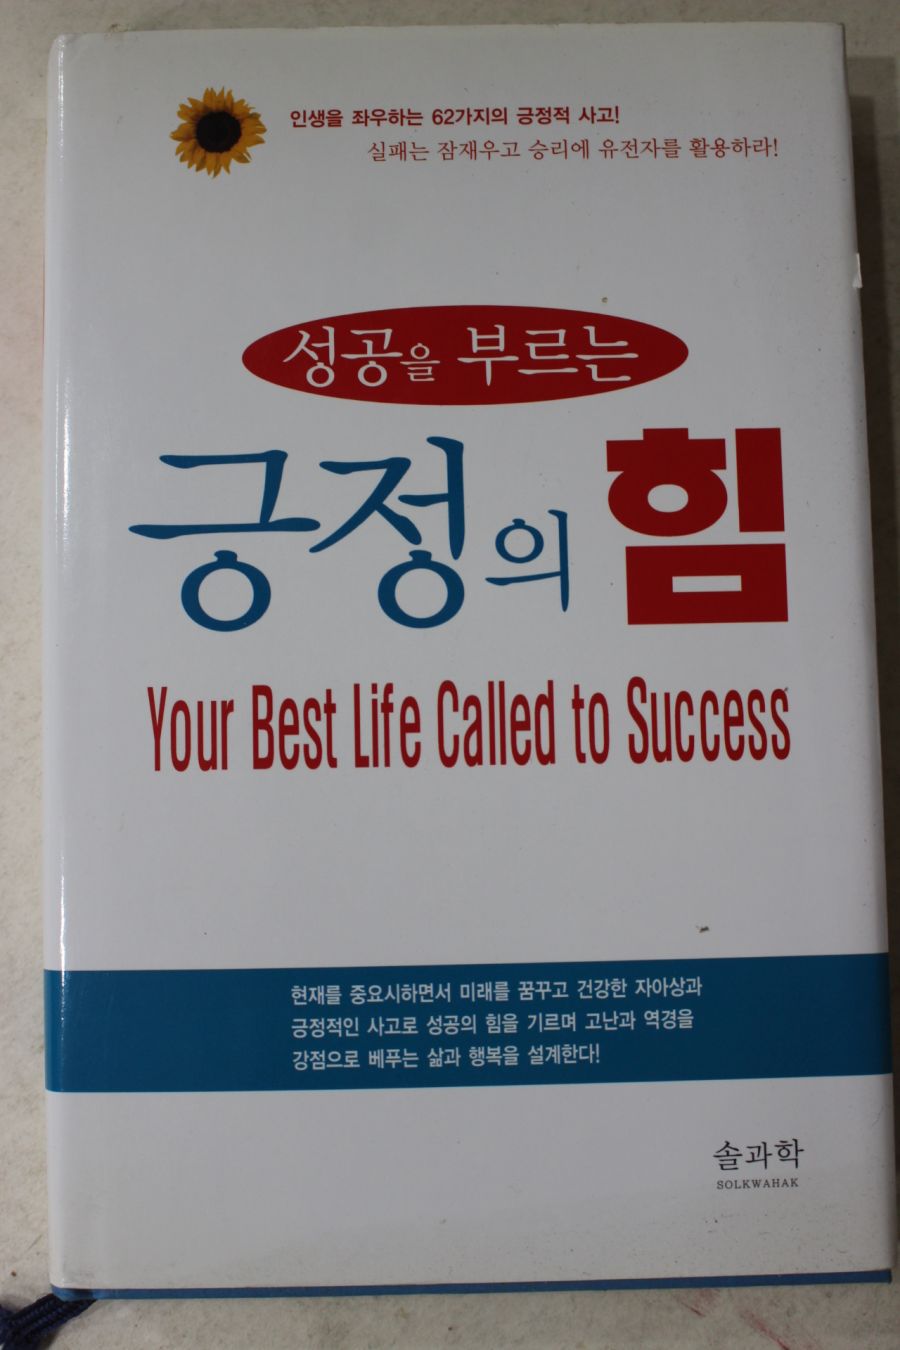 인생을 좌우하는 62가지의 긍정적 사고!
실패는 잠재우고 승리에 유전자를 활용하라!
성공을 부르는
긍정의 힘
Your Best Life Called to Success
현재를 중요시하면서 미래를 꿈꾸고 건강한 자아상과
긍정적인 사고로 성공의 힘을 기르며 고난과 역경을
강점으로 베푸는 삶과 행복을 설계한다!
솔과학
SOLKWAHAK